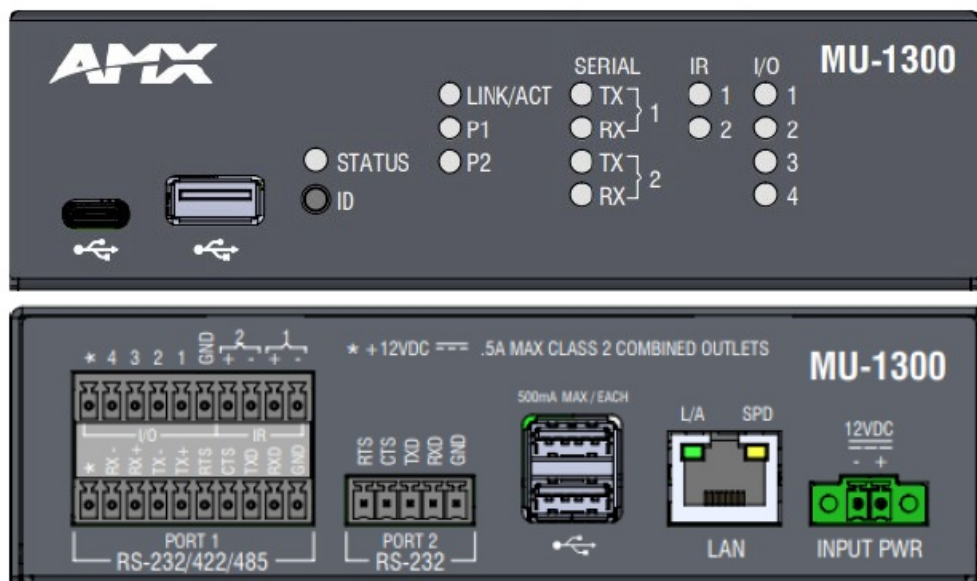 AMX
MU-1300
SERIAL IR I/O
LINK/ACT TX 1 1 1
P1 RX 2 2
STATUS P2 TX 2 3
ID RX 4
* 4 3 2 1 GND 2 1
+ - + -
* +12VDC .5A MAX CLASS 2 COMBINED OUTLETS
MU-1300
I/O IR
* RX- RX+ TX- TX+ RTS CTS TXD RXD GND
PORT 1
RS-232/422/485
RTS CTS TXD RXD GND
PORT 2
RS-232
500mA MAX / EACH
L/A SPD
LAN
12VDC
- +
INPUT PWR